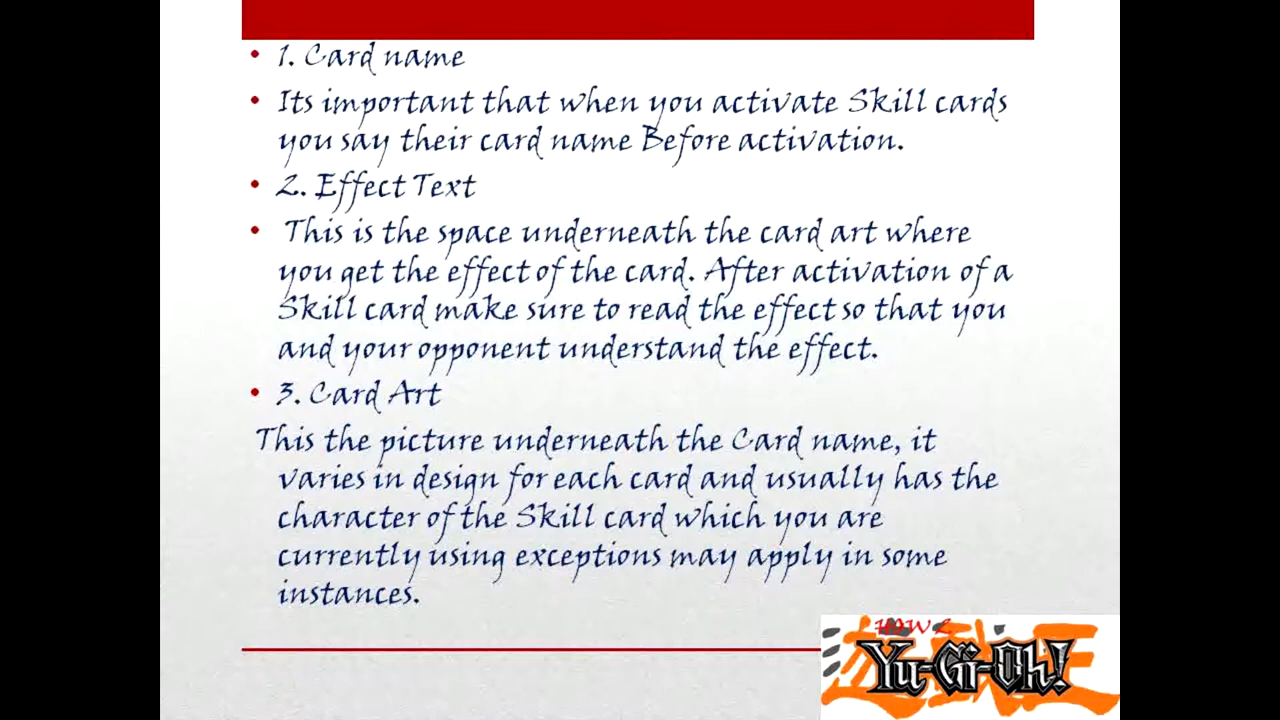 • 1. Card name
• Its important that when you activate Skill cards
you say their card name Before activation.
• 2. Effect Text
• This is the space underneath the card art where
you get the effect of the card. After activation of a
Skill card make sure to read the effect so that you
and your opponent understand the effect.
• 3. Card Art
This the picture underneath the Card name, it
varies in design for each card and usually has the
character of the Skill card which you are
currently using exceptions may apply in some
instances.
HOW 2
Yu-Gi-Oh!